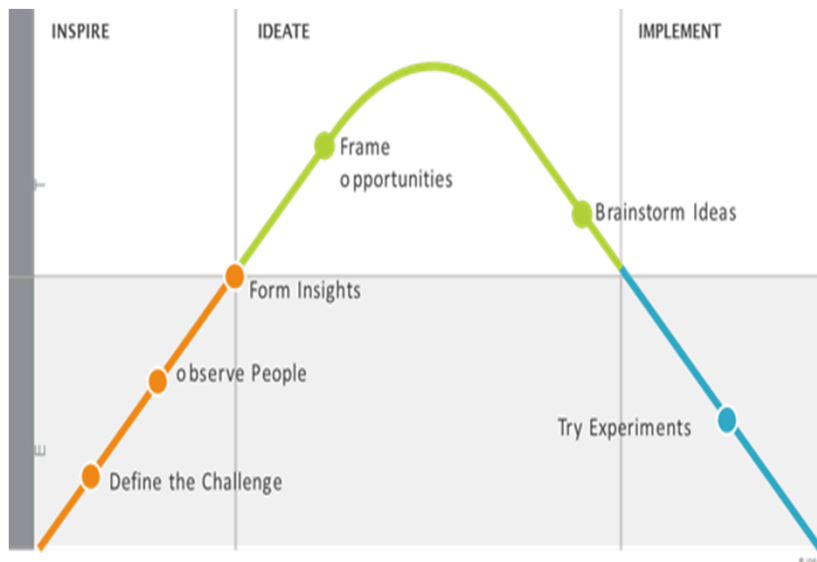 INSPIRE
IDEATE
IMPLEMENT
Frame
opportunities
Brainstorm Ideas
Form Insights
observe People
Try Experiments
Define the Challenge